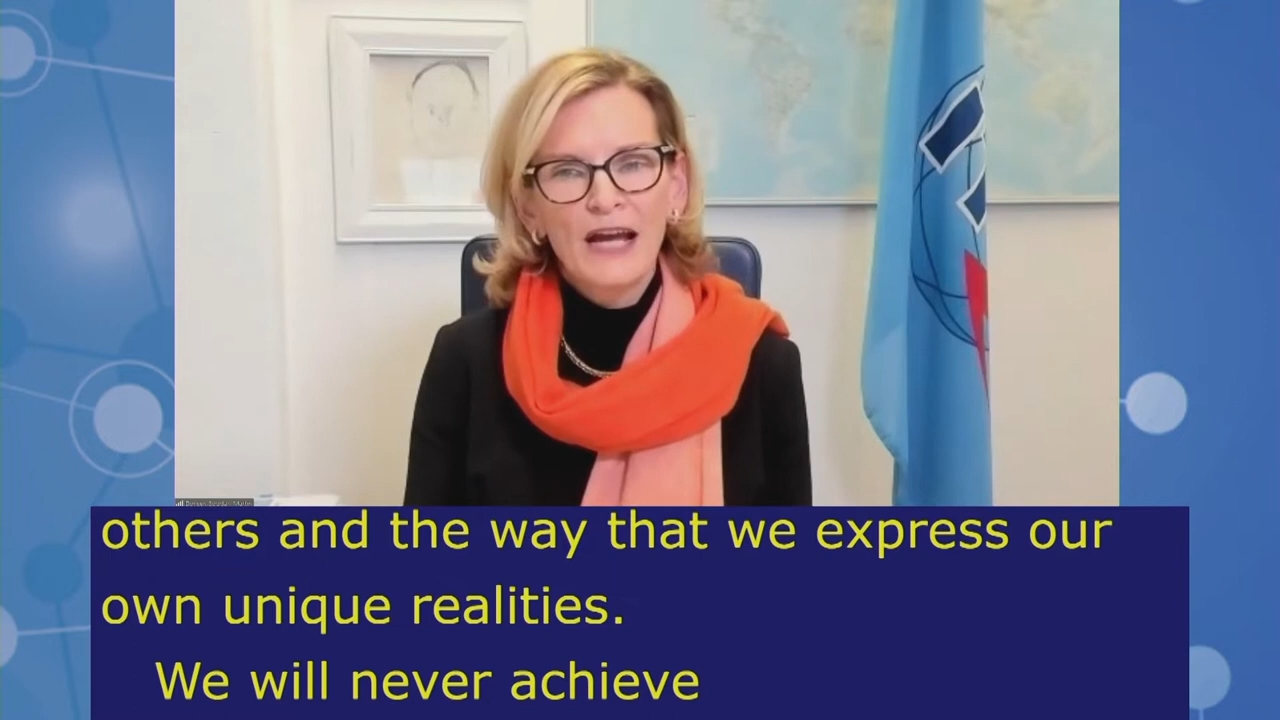 others and the way that we express our
own unique realities.
We will never achieve